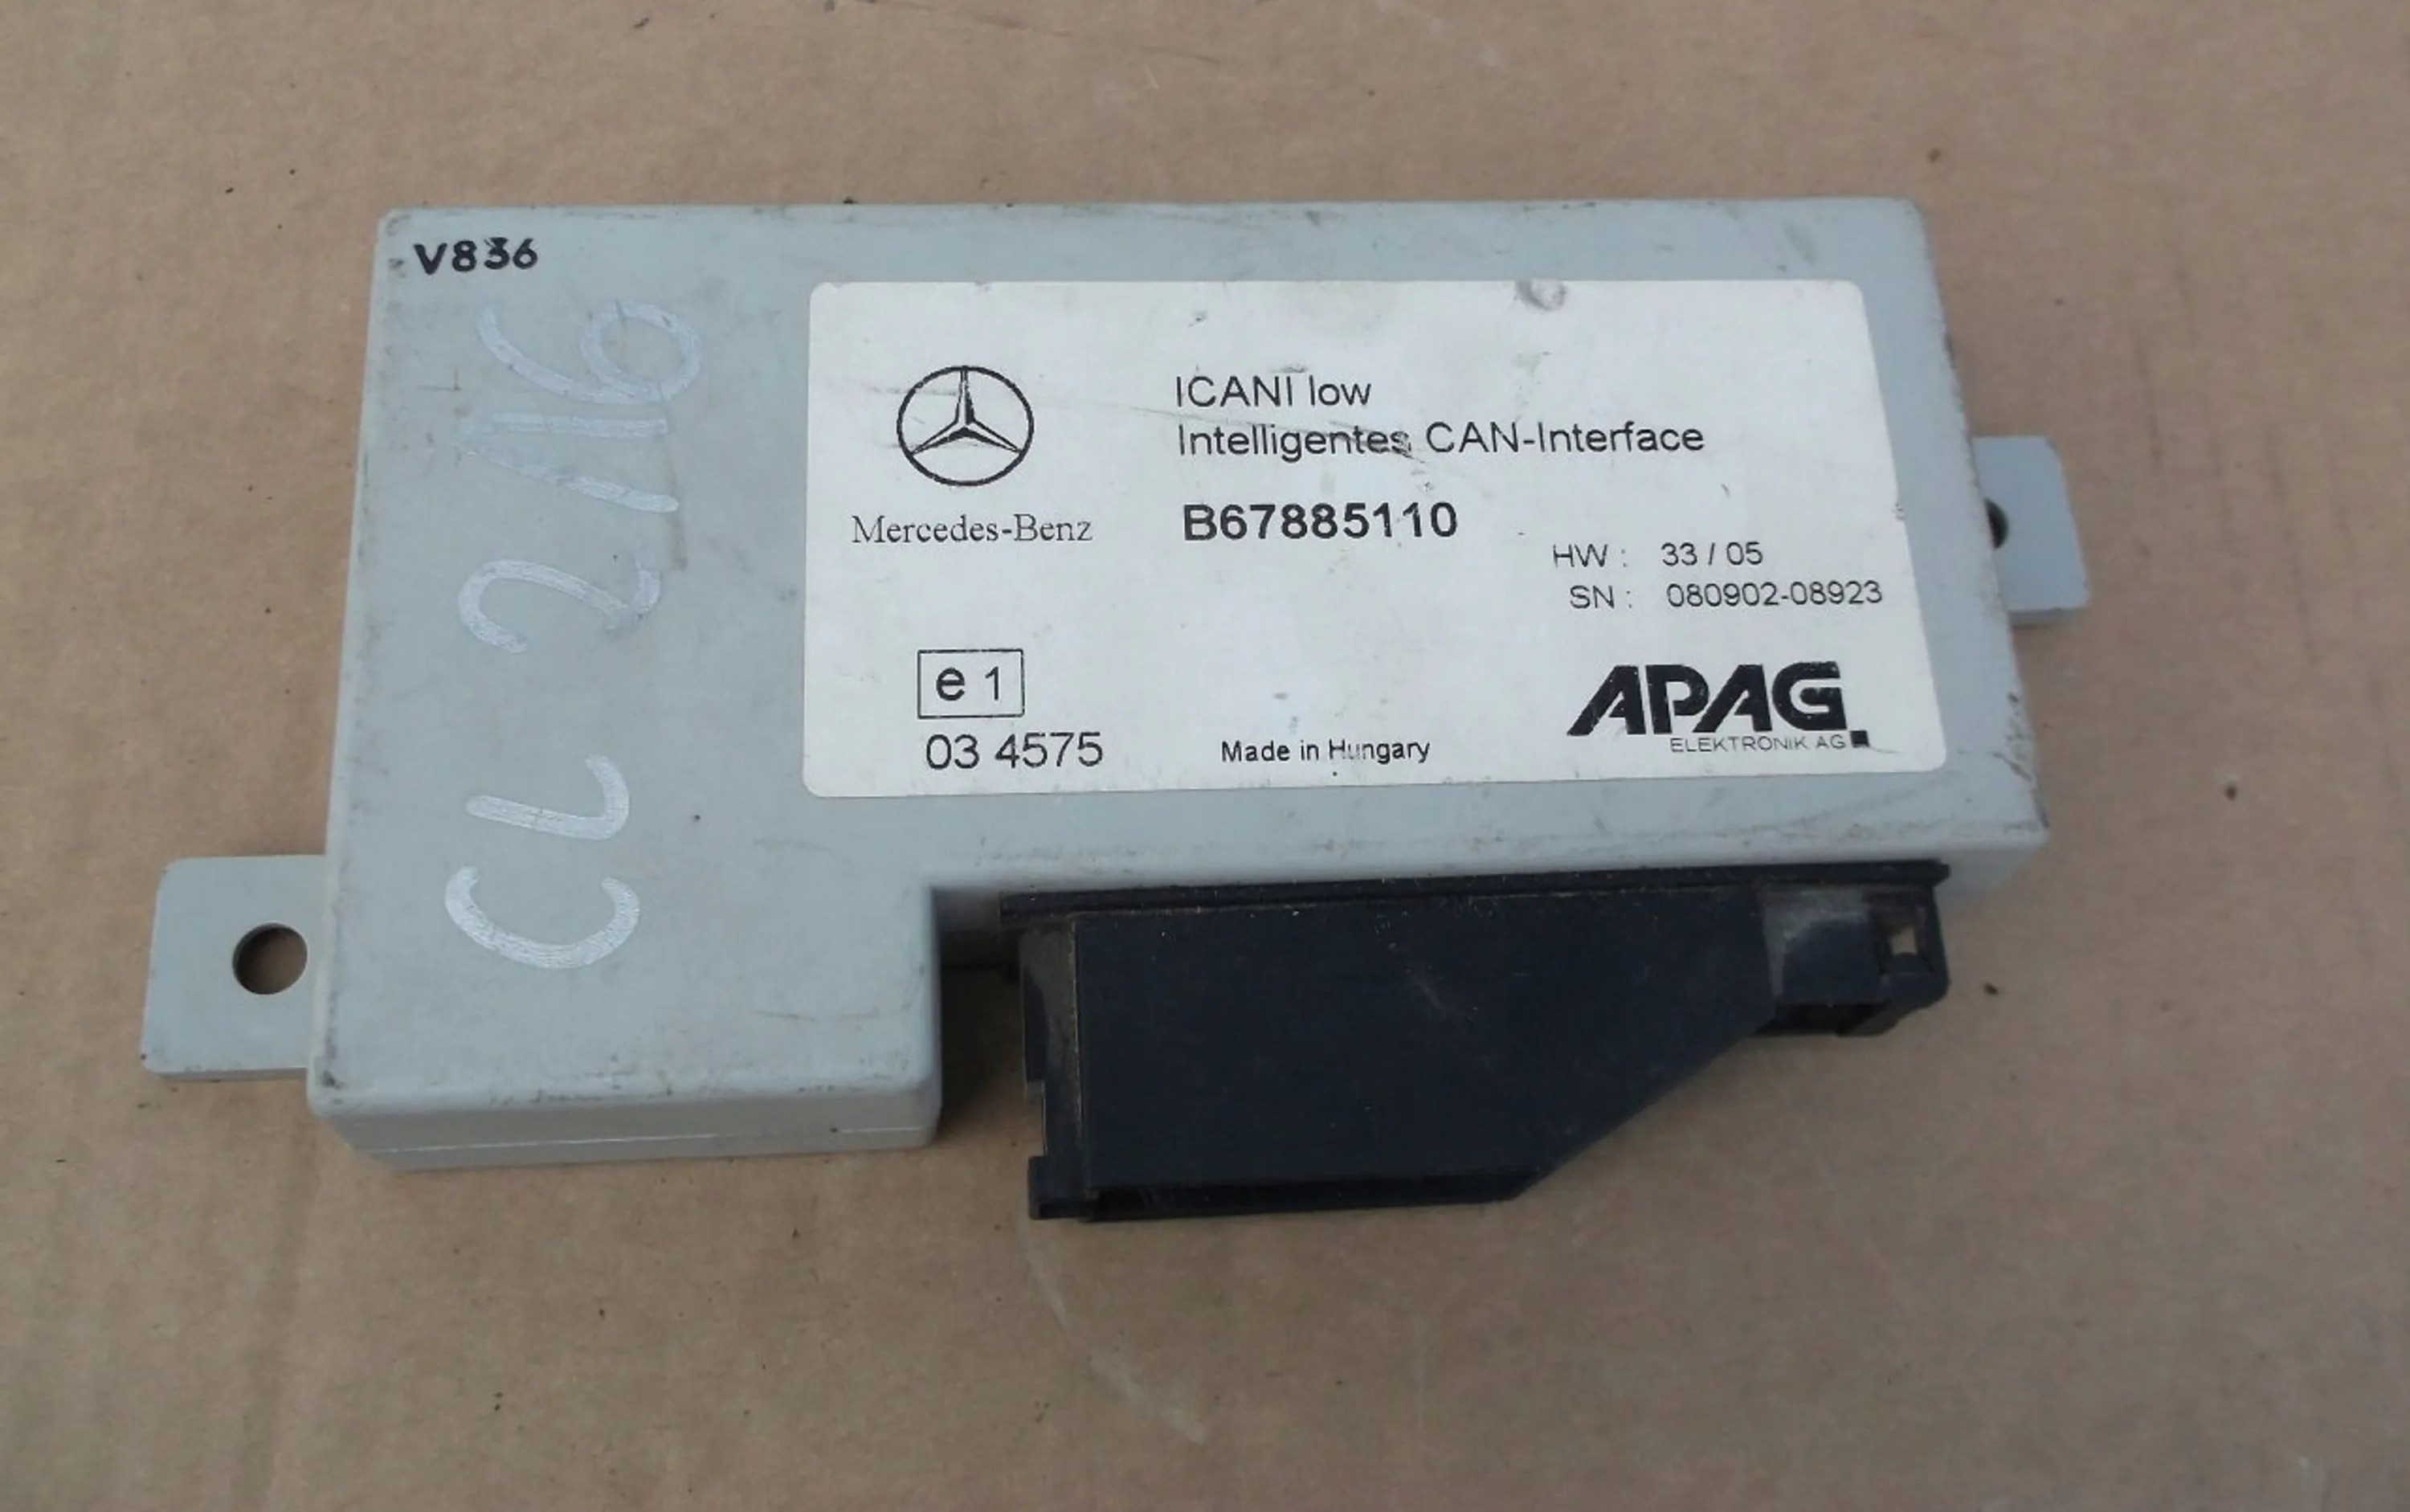 V836
CL 2116
ICANI low
Intelligentes CAN-Interface
Mercedes-Benz
B67885110
HW : 33 / 05
SN : 080902-08923
e 1
03 4575
Made in Hungary
APAG
ELEKTRONIK AG